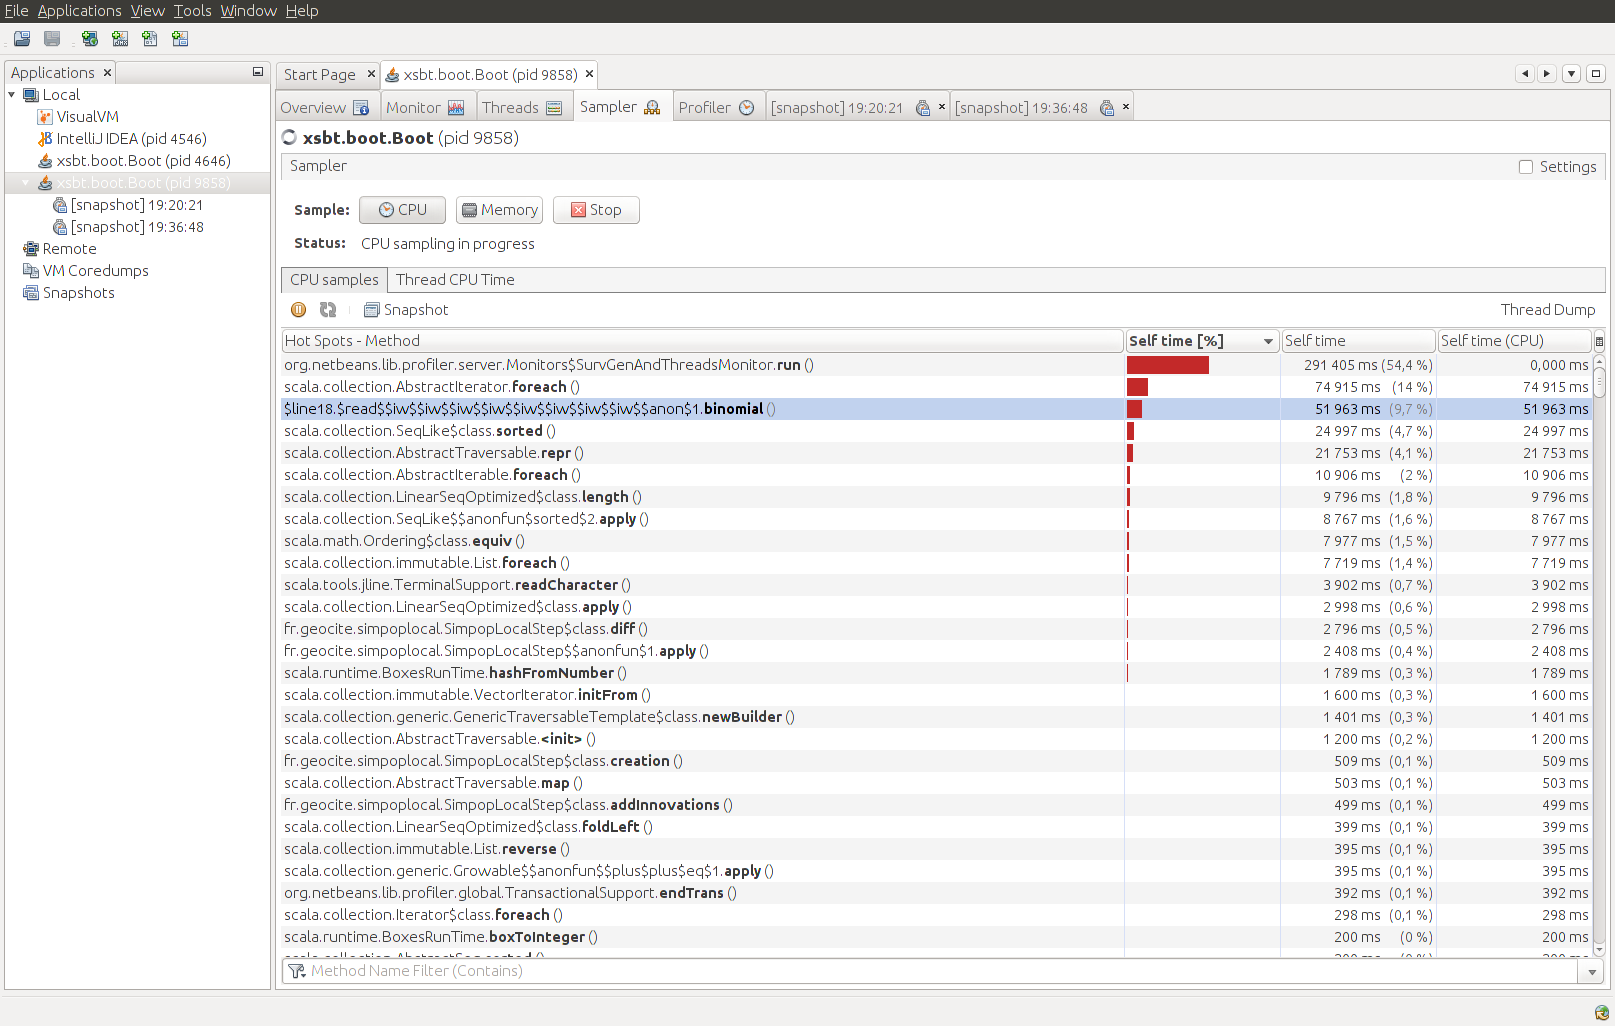 File Applications View Tools Window Help
Applications
Local
VisualVM
IntelliJ IDEA (pid 4546)
xsbt.boot.Boot (pid 4646)
xsbt.boot.Boot (pid 9858)
[snapshot] 19:20:21
[snapshot] 19:36:48
Remote
VM Coredumps
Snapshots
Start Page xsbt.boot.Boot (pid 9858)
Overview Monitor Threads Sampler Profiler [snapshot] 19:20:21 [snapshot] 19:36:48
xsbt.boot.Boot (pid 9858)
Sampler Settings
Sample: CPU Memory Stop
Status: CPU sampling in progress
CPU samples Thread CPU Time
Snapshot Thread Dump
Hot Spots - Method Self time [%] Self time Self time (CPU)
org.netbeans.lib.profiler.server.Monitors$SurvGenAndThreadsMonitor.run () 291 405 ms (54,4 %) 0,000 ms
scala.collection.AbstractIterator.foreach () 74 915 ms (14 %) 74 915 ms
$line18.$read$$iw$$iw$$iw$$iw$$iw$$iw$$iw$$iw$$anon$1.binomial () 51 963 ms (9,7 %) 51 963 ms
scala.collection.SeqLike$class.sorted () 24 997 ms (4,7 %) 24 997 ms
scala.collection.AbstractTraversable.repr () 21 753 ms (4,1 %) 21 753 ms
scala.collection.AbstractIterable.foreach () 10 906 ms (2 %) 10 906 ms
scala.collection.LinearSeqOptimized$class.length () 9 796 ms (1,8 %) 9 796 ms
scala.collection.SeqLike$$anonfun$sorted$2.apply () 8 767 ms (1,6 %) 8 767 ms
scala.math.Ordering$class.equiv () 7 977 ms (1,5 %) 7 977 ms
scala.collection.immutable.List.foreach () 7 719 ms (1,4 %) 7 719 ms
scala.tools.jline.TerminalSupport.readCharacter () 3 902 ms (0,7 %) 3 902 ms
scala.collection.LinearSeqOptimized$class.apply () 2 998 ms (0,6 %) 2 998 ms
fr.geocite.simpoplocal.SimpopLocalStep$class.diff () 2 796 ms (0,5 %) 2 796 ms
fr.geocite.simpoplocal.SimpopLocalStep$$anonfun$1.apply () 2 408 ms (0,4 %) 2 408 ms
scala.runtime.BoxesRunTime.hashFromNumber () 1 789 ms (0,3 %) 1 789 ms
scala.collection.immutable.VectorIterator.initFrom () 1 600 ms (0,3 %) 1 600 ms
scala.collection.generic.GenericTraversableTemplate$class.newBuilder () 1 401 ms (0,3 %) 1 401 ms
scala.collection.AbstractTraversable.<init> () 1 200 ms (0,2 %) 1 200 ms
fr.geocite.simpoplocal.SimpopLocalStep$class.creation () 509 ms (0,1 %) 509 ms
scala.collection.AbstractTraversable.map () 503 ms (0,1 %) 503 ms
fr.geocite.simpoplocal.SimpopLocalStep$class.addInnovations () 499 ms (0,1 %) 499 ms
scala.collection.LinearSeqOptimized$class.foldLeft () 399 ms (0,1 %) 399 ms
scala.collection.immutable.List.reverse () 395 ms (0,1 %) 395 ms
scala.collection.generic.Growable$$anonfun$$plus$plus$eq$1.apply () 395 ms (0,1 %) 395 ms
org.netbeans.lib.profiler.global.TransactionalSupport.endTrans () 392 ms (0,1 %) 392 ms
scala.collection.Iterator$class.foreach () 298 ms (0,1 %) 298 ms
scala.runtime.BoxesRunTime.boxToInteger () 200 ms (0 %) 200 ms
Method Name Filter (Contains)